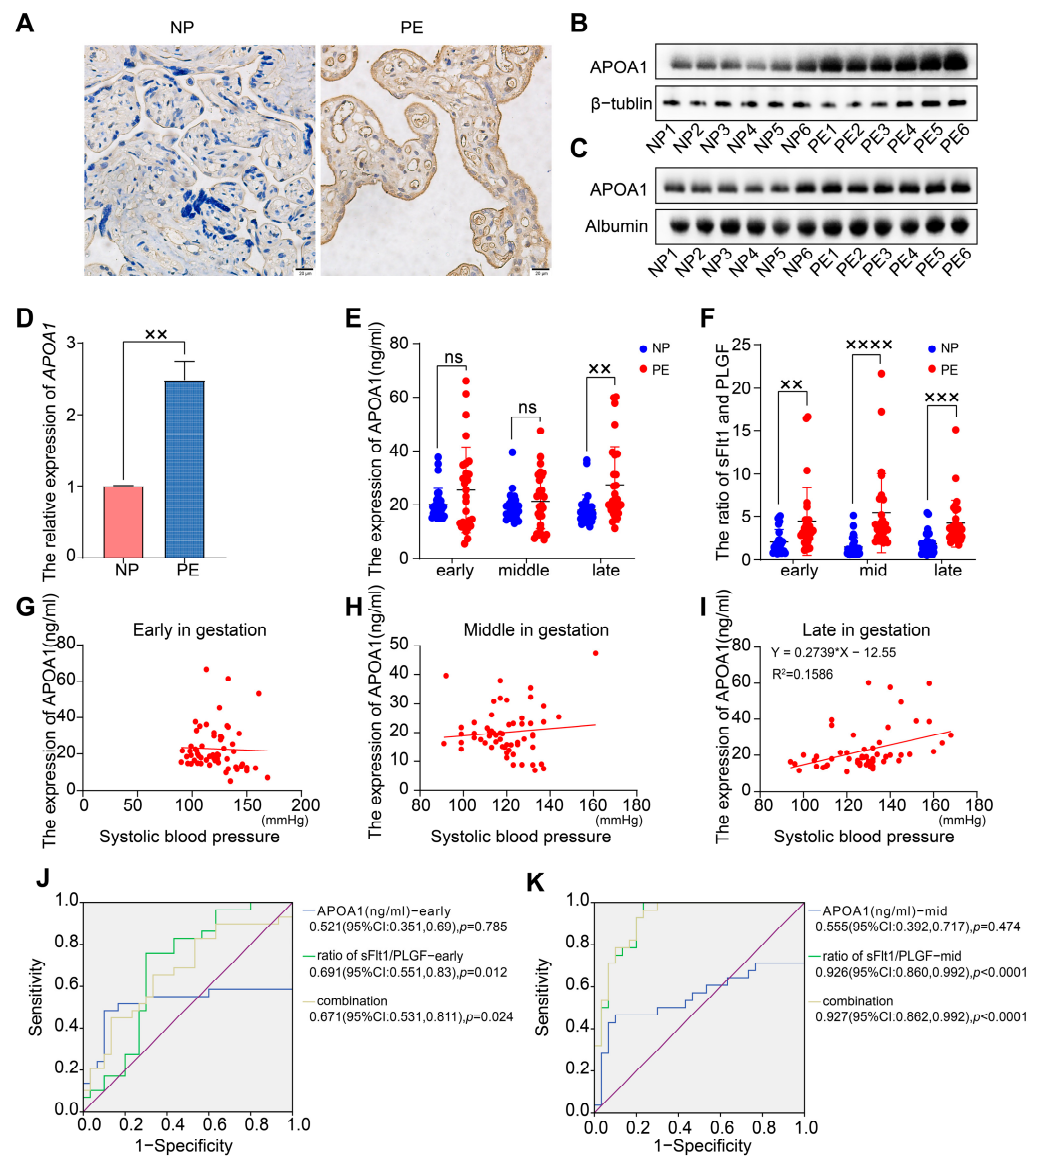 A
NP
PE
20 μm
20 μm
B
APOA1
β−tublin
NP1 NP2 NP3 NP4 NP5 NP6 PE1 PE2 PE3 PE4 PE5 PE6
C
APOA1
Albumin
NP1 NP2 NP3 NP4 NP5 NP6 PE1 PE2 PE3 PE4 PE5 PE6
D
The relative expression of APOA1
3
2
1
0
××
NP PE
E
The expression of APOA1(ng/ml)
80
60
40
20
0
ns
ns
××
NP
PE
early middle late
F
The ratio of sFlt1 and PLGF
25
20
15
10
5
0
××
××××
×××
NP
PE
early mid late
G
Early in gestation
The expression of APOA1(ng/ml)
80
60
40
20
0
0 50 100 150 200
(mmHg)
Systolic blood pressure
H
Middle in gestation
The expression of APOA1(ng/ml)
50
40
30
20
10
0
80 100 120 140 160 180
(mmHg)
Systolic blood pressure
I
Late in gestation
Y = 0.2739*X − 12.55
R²=0.1586
The expression of APOA1(ng/ml)
80
60
40
20
0
80 100 120 140 160 180
(mmHg)
Systolic blood pressure
J
Sensitivity
1.0
0.8
0.6
0.4
0.2
0.0
0.0 0.2 0.4 0.6 0.8 1.0
1−Specificity
APOA1(ng/ml)−early
0.521(95%CI:0.351,0.69),p=0.785
ratio of sFlt1/PLGF−early
0.691(95%CI:0.551,0.83),p=0.012
combination
0.671(95%CI:0.531,0.811),p=0.024
K
Sensitivity
1.0
0.8
0.6
0.4
0.2
0.0
0.0 0.2 0.4 0.6 0.8 1.0
1−Specificity
APOA1(ng/ml)−mid
0.555(95%CI:0.392,0.717),p=0.474
ratio of sFlt1/PLGF−mid
0.926(95%CI:0.860,0.992),p<0.0001
combination
0.927(95%CI:0.862,0.992),p<0.0001